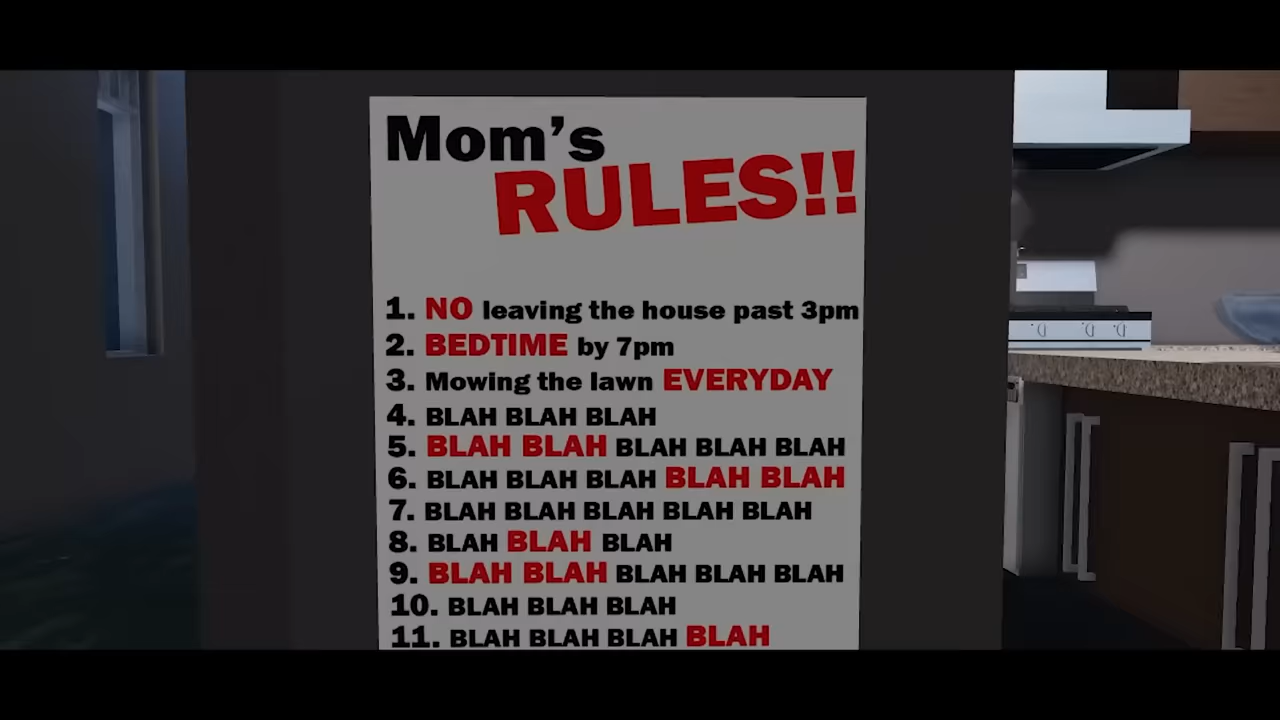 Mom's
RULES!!
1. NO leaving the house past 3pm
2. BEDTIME by 7pm
3. Mowing the lawn EVERYDAY
4. BLAH BLAH BLAH
5. BLAH BLAH BLAH BLAH BLAH
6. BLAH BLAH BLAH BLAH BLAH
7. BLAH BLAH BLAH BLAH BLAH
8. BLAH BLAH BLAH
9. BLAH BLAH BLAH BLAH BLAH
10. BLAH BLAH BLAH
11. BLAH BLAH BLAH BLAH